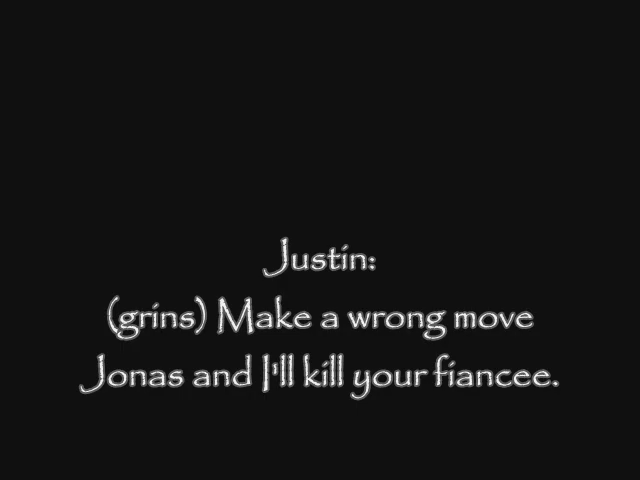 Justin:
(grins) Make a wrong move
Jonas and I'll kill your fiancee.